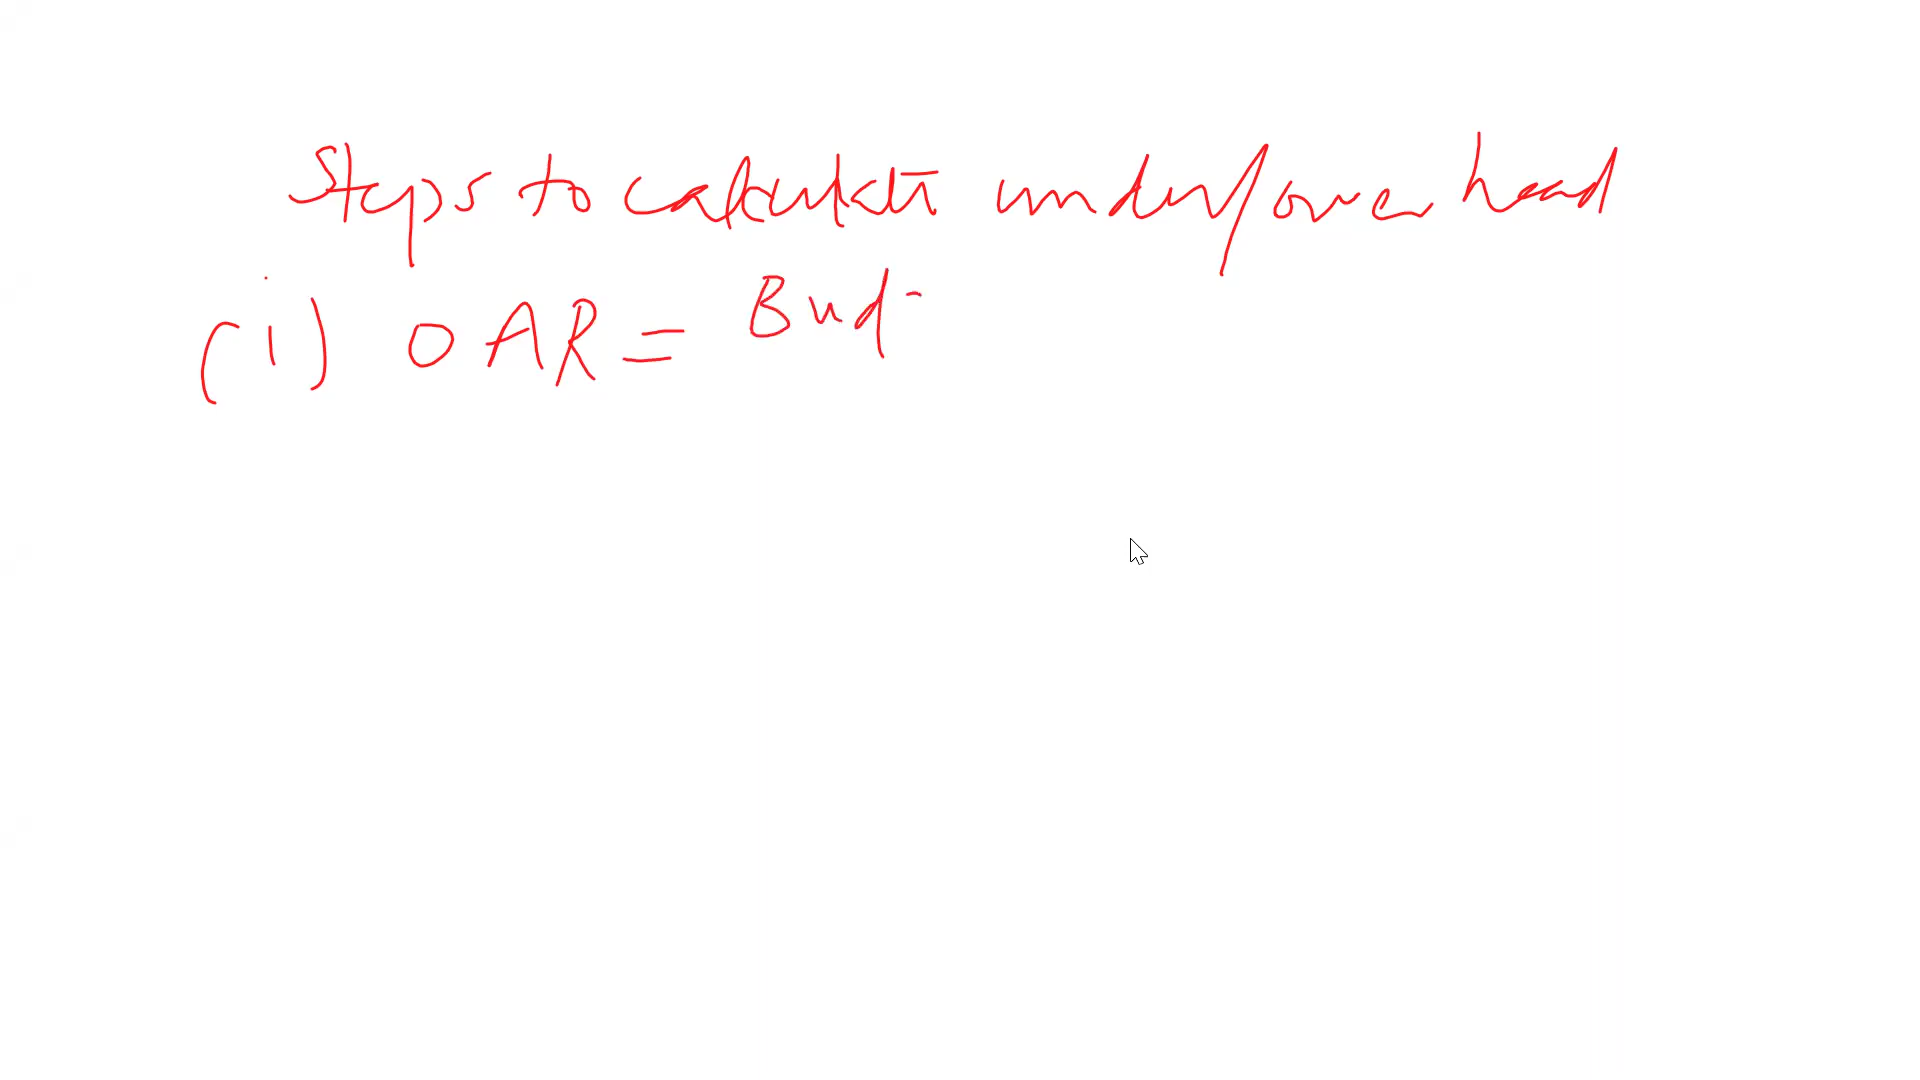 Steps to calculate under/over head
(i) OAR = Bud